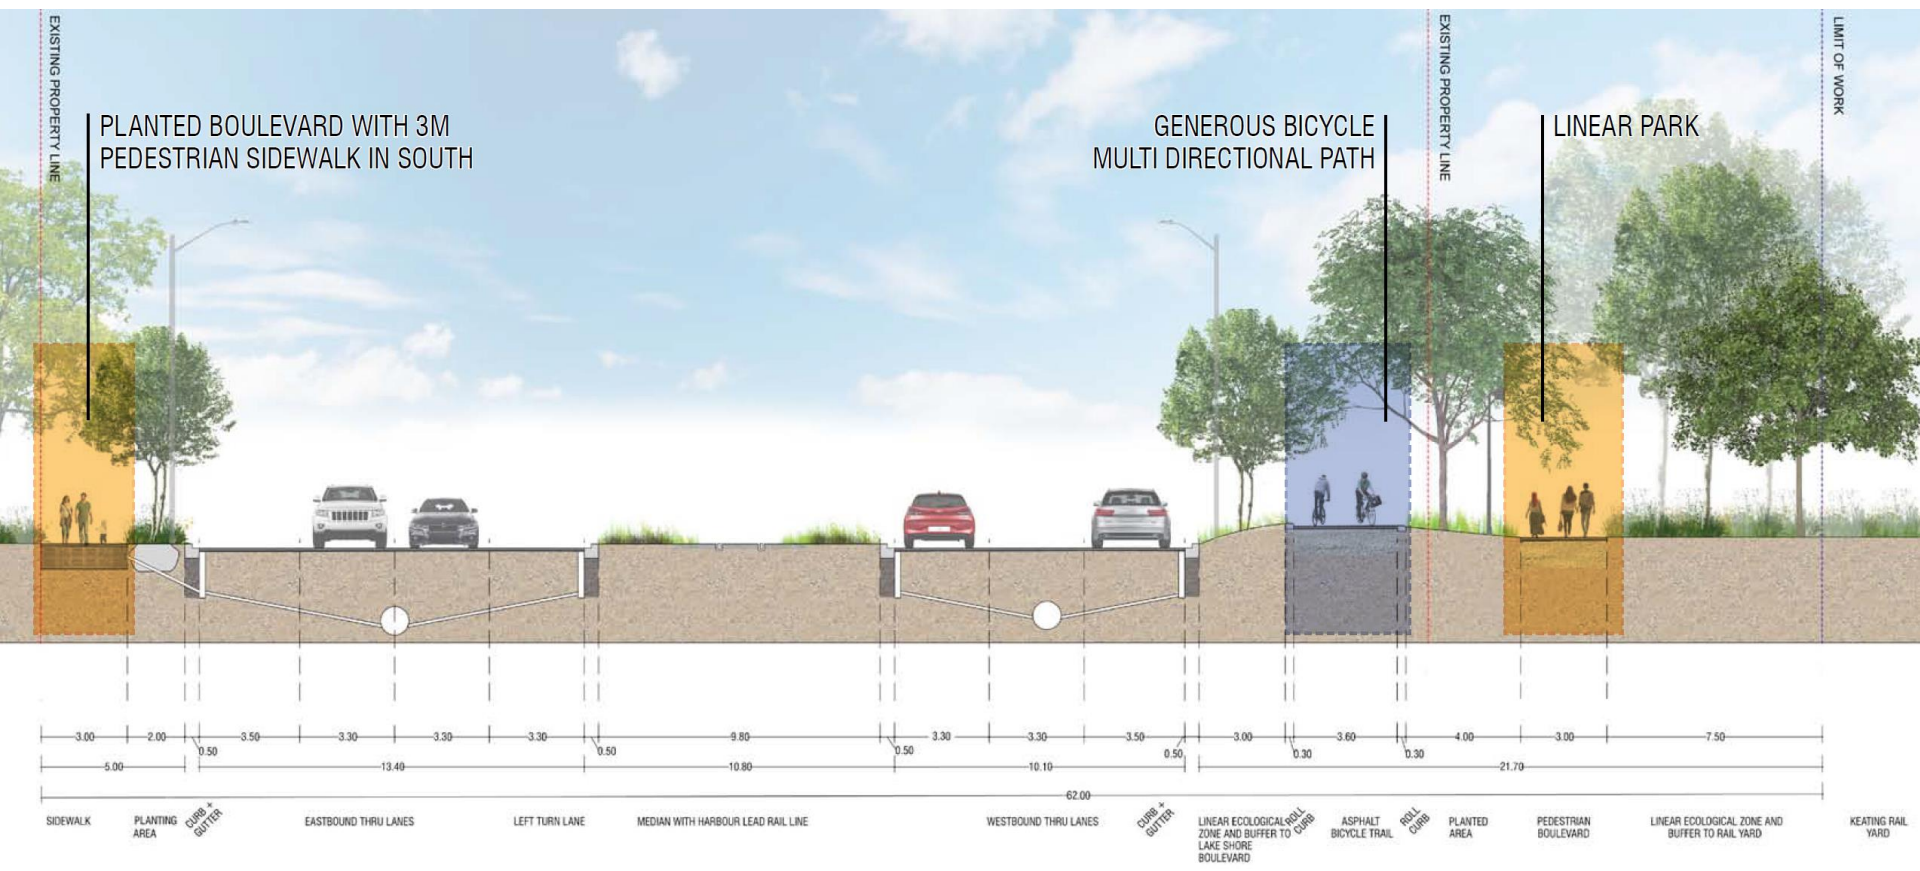 EXISTING PROPERTY LINE
EXISTING PROPERTY LINE
LIMIT OF WORK
PLANTED BOULEVARD WITH 3M
PEDESTRIAN SIDEWALK IN SOUTH
GENEROUS BICYCLE
MULTI DIRECTIONAL PATH
LINEAR PARK
3.00 2.00 3.50 3.30 3.30 3.30 9.80 3.30 3.30 3.50 3.00 3.60 4.00 3.00 7.50
0.50 0.50 0.50 0.50 0.30 0.30
5.00 13.40 10.80 10.10 21.70
62.00
SIDEWALK
PLANTING
AREA
CURB +
GUTTER
EASTBOUND THRU LANES
LEFT TURN LANE
MEDIAN WITH HARBOUR LEAD RAIL LINE
WESTBOUND THRU LANES
CURB +
GUTTER
LINEAR ECOLOGICAL
ZONE AND BUFFER TO
LAKE SHORE
BOULEVARD
ROLL
CURB
ASPHALT
BICYCLE TRAIL
ROLL
CURB
PLANTED
AREA
PEDESTRIAN
BOULEVARD
LINEAR ECOLOGICAL ZONE AND
BUFFER TO RAIL YARD
KEATING RAIL
YARD